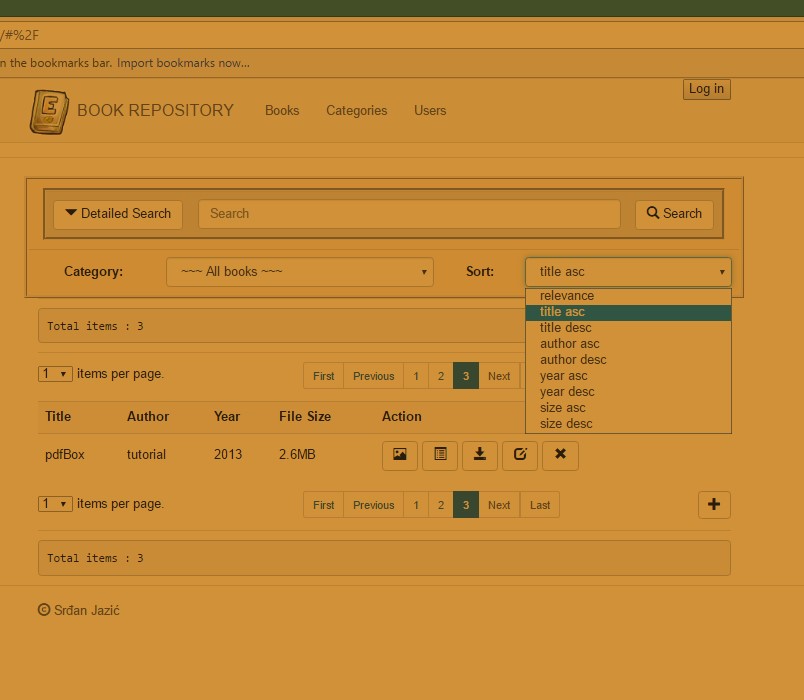 /#%2F
n the bookmarks bar. Import bookmarks now...
Log in
BOOK REPOSITORY Books Categories Users
Detailed Search Search Search
Category: ~~~ All books ~~~ Sort: title asc
relevance
title asc
title desc
author asc
author desc
year asc
year desc
size asc
size desc
Total items : 3
1 items per page. First Previous 1 2 3 Next
Title Author Year File Size Action
pdfBox tutorial 2013 2.6MB
1 items per page. First Previous 1 2 3 Next Last
Total items : 3
© Srđan Jazić